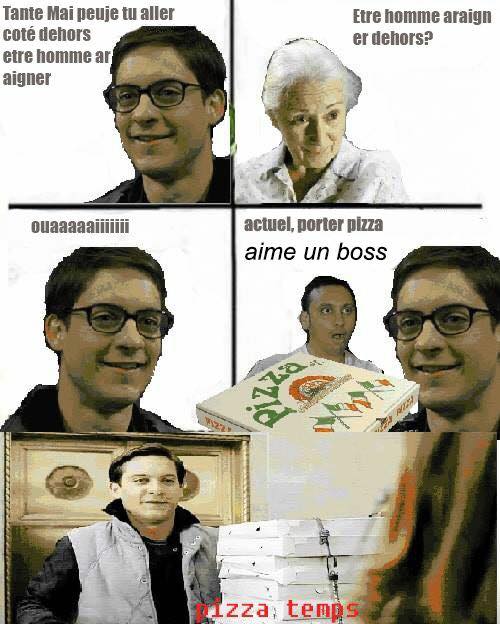 Tante Mai peuje tu aller
coté dehors
etre homme ar
aigner
Etre homme araign
er dehors?
ouaaaaaiiiiiii
actuel, porter pizza
aime un boss
pizza
pizza temps